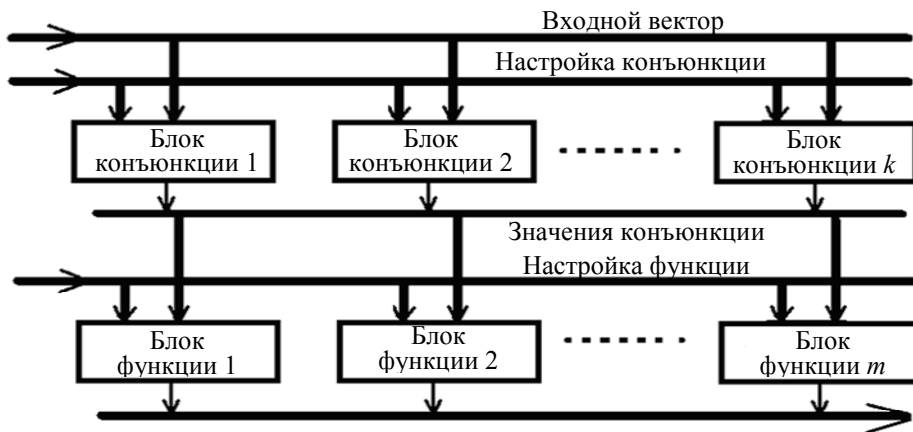 Входной вектор
Настройка конъюнкции
Блок
конъюнкции 1
Блок
конъюнкции 2
Блок
конъюнкции k
Значения конъюнкции
Настройка функции
Блок
функции 1
Блок
функции 2
Блок
функции m